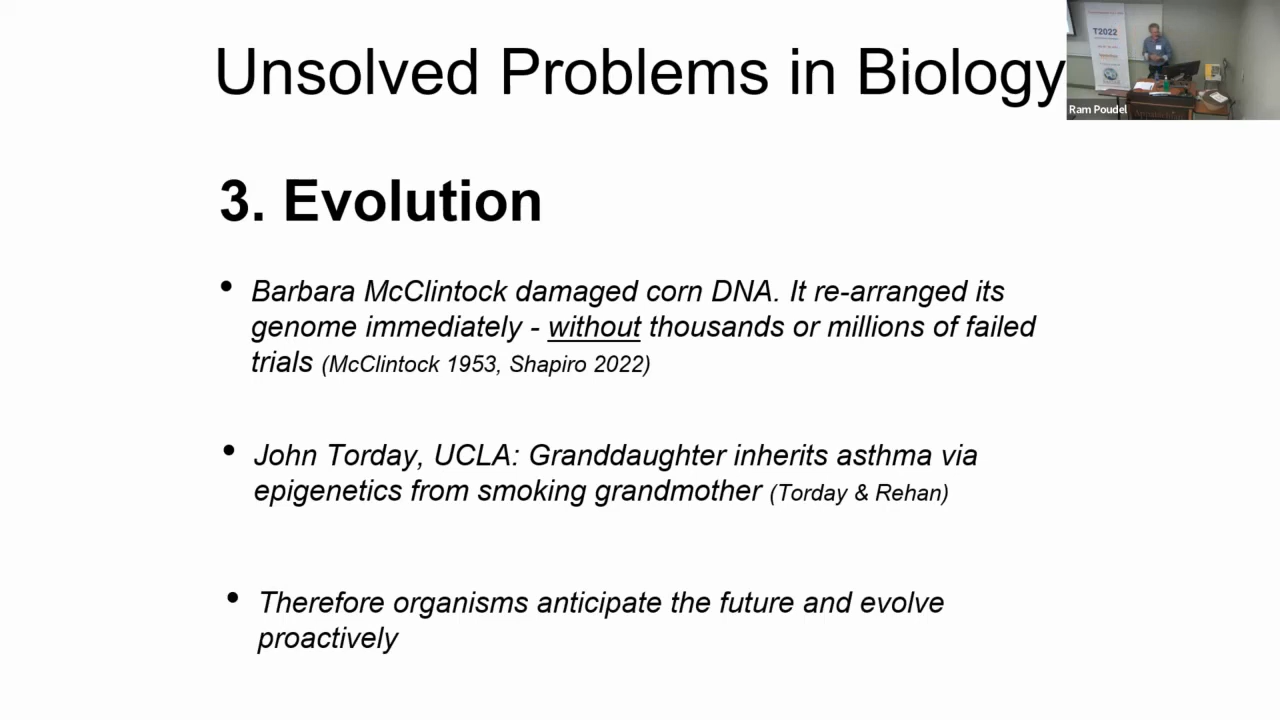 Unsolved Problems in Biology
T2022
Ram Poudel
3. Evolution
• Barbara McClintock damaged corn DNA. It re-arranged its
genome immediately - without thousands or millions of failed
trials (McClintock 1953, Shapiro 2022)
• John Torday, UCLA: Granddaughter inherits asthma via
epigenetics from smoking grandmother (Torday & Rehan)
• Therefore organisms anticipate the future and evolve
proactively